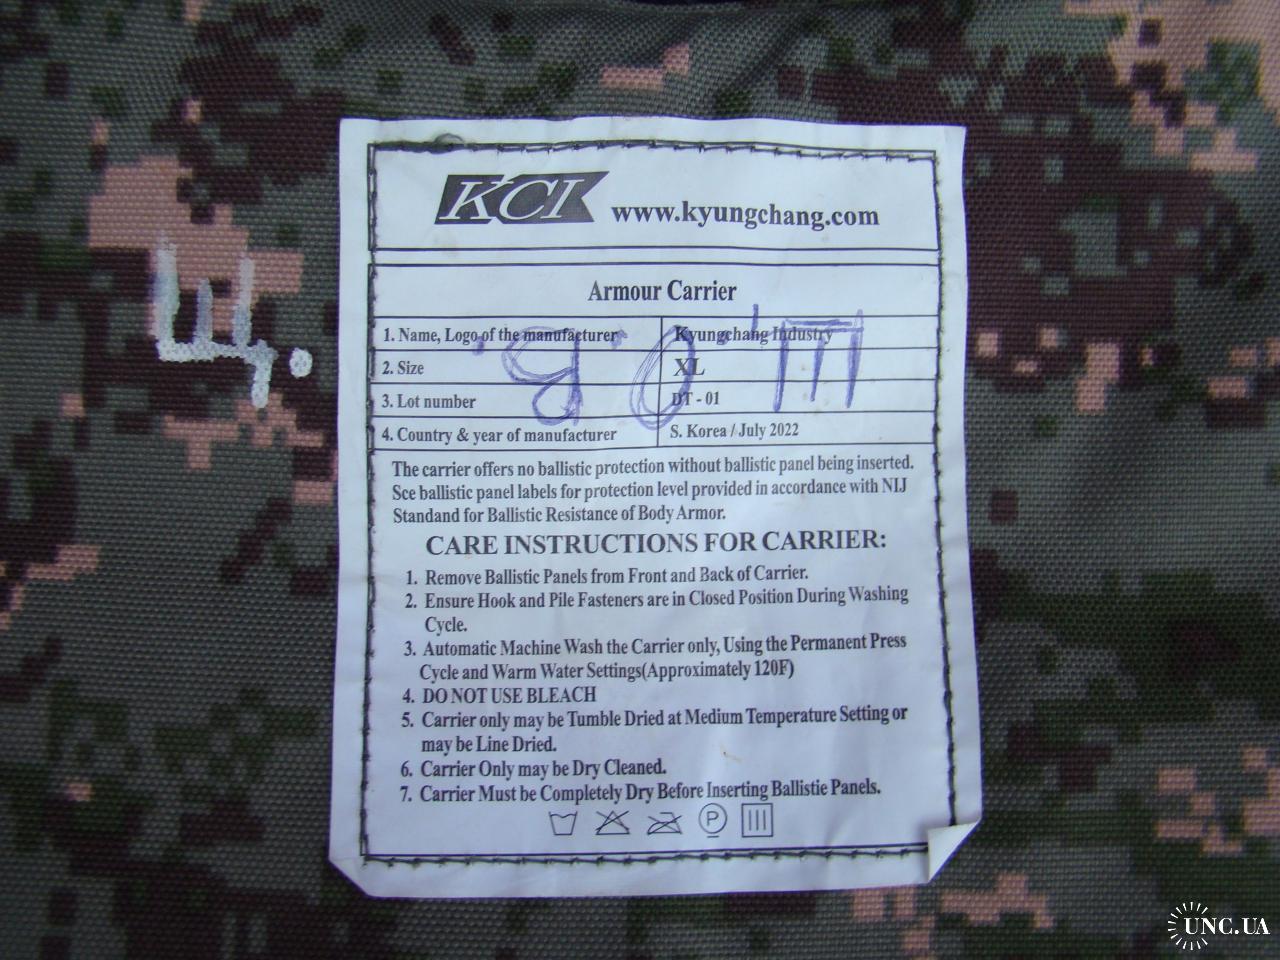 KCI www.kyungchang.com
Armour Carrier
1. Name, Logo of the manufacturer Kyungchang Industry
2. Size XL
3. Lot number DT - 01
4. Country & year of manufacturer S. Korea / July 2022
The carrier offers no ballistic protection without ballistic panel being inserted.
Sce ballistic panel labels for protection level provided in accordance with NIJ
Standand for Ballistic Resistance of Body Armor.
CARE INSTRUCTIONS FOR CARRIER:
1. Remove Ballistic Panels from Front and Back of Carrier.
2. Ensure Hook and Pile Fasteners are in Closed Position During Washing
Cycle.
3. Automatic Machine Wash the Carrier only, Using the Permanent Press
Cycle and Warm Water Settings(Approximately 120F)
4. DO NOT USE BLEACH
5. Carrier only may be Tumble Dried at Medium Temperature Setting or
may be Line Dried.
6. Carrier Only may be Dry Cleaned.
7. Carrier Must be Completely Dry Before Inserting Ballistie Panels.
P
Щ.
UNC.UA